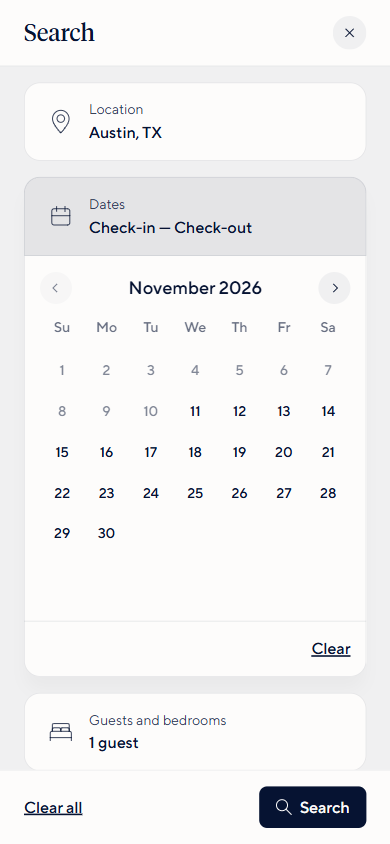 Search
Location
Austin, TX
Dates
Check-in — Check-out
November 2026
Su Mo Tu We Th Fr Sa
1 2 3 4 5 6 7
8 9 10 11 12 13 14
15 16 17 18 19 20 21
22 23 24 25 26 27 28
29 30
Clear
Guests and bedrooms
1 guest
Clear all Search